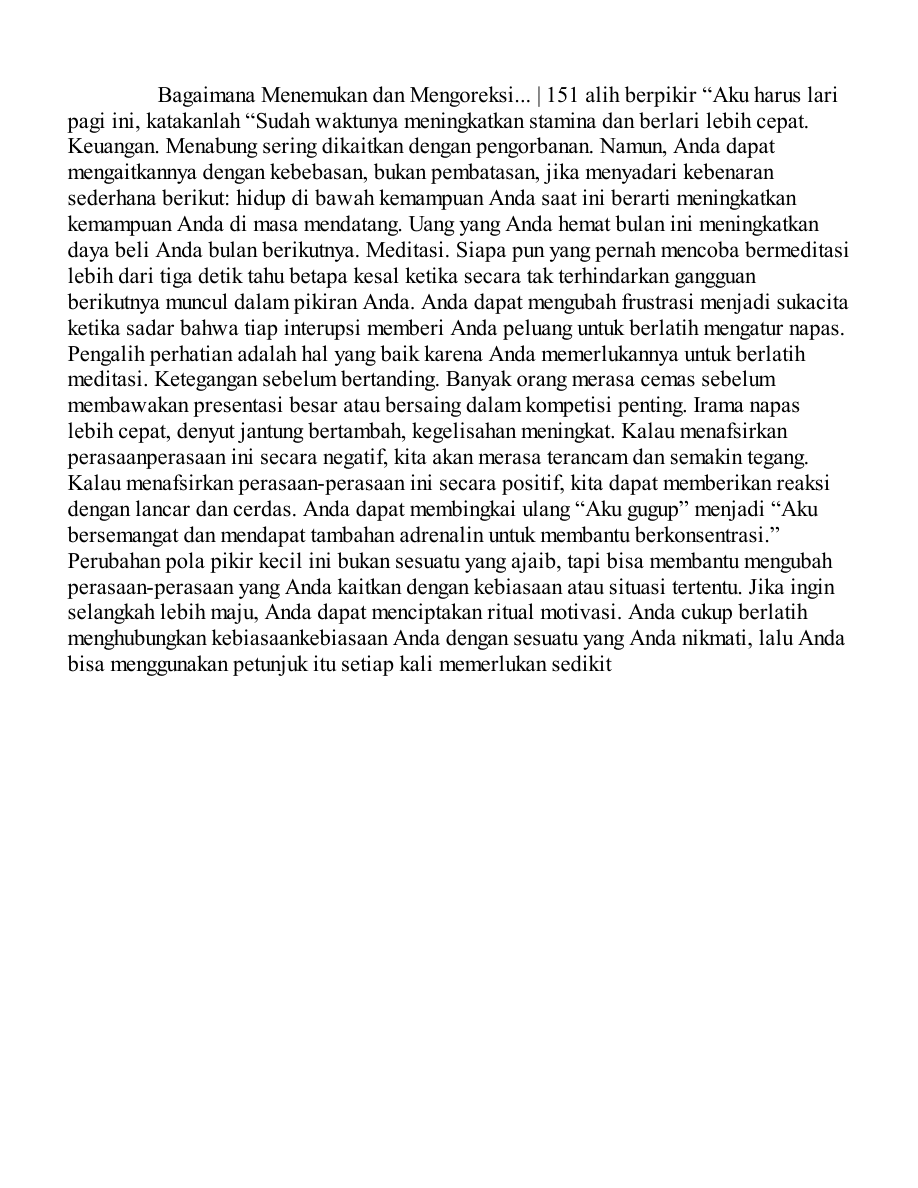 Bagaimana Menemukan dan Mengoreksi... | 151 alih berpikir “Aku harus lari
pagi ini, katakanlah “Sudah waktunya meningkatkan stamina dan berlari lebih cepat.
Keuangan. Menabung sering dikaitkan dengan pengorbanan. Namun, Anda dapat
mengaitkannya dengan kebebasan, bukan pembatasan, jika menyadari kebenaran
sederhana berikut: hidup di bawah kemampuan Anda saat ini berarti meningkatkan
kemampuan Anda di masa mendatang. Uang yang Anda hemat bulan ini meningkatkan
daya beli Anda bulan berikutnya. Meditasi. Siapa pun yang pernah mencoba bermeditasi
lebih dari tiga detik tahu betapa kesal ketika secara tak terhindarkan gangguan
berikutnya muncul dalam pikiran Anda. Anda dapat mengubah frustrasi menjadi sukacita
ketika sadar bahwa tiap interupsi memberi Anda peluang untuk berlatih mengatur napas.
Pengalih perhatian adalah hal yang baik karena Anda memerlukannya untuk berlatih
meditasi. Ketegangan sebelum bertanding. Banyak orang merasa cemas sebelum
membawakan presentasi besar atau bersaing dalam kompetisi penting. Irama napas
lebih cepat, denyut jantung bertambah, kegelisahan meningkat. Kalau menafsirkan
perasaanperasaan ini secara negatif, kita akan merasa terancam dan semakin tegang.
Kalau menafsirkan perasaan-perasaan ini secara positif, kita dapat memberikan reaksi
dengan lancar dan cerdas. Anda dapat membingkai ulang “Aku gugup” menjadi “Aku
bersemangat dan mendapat tambahan adrenalin untuk membantu berkonsentrasi.”
Perubahan pola pikir kecil ini bukan sesuatu yang ajaib, tapi bisa membantu mengubah
perasaan-perasaan yang Anda kaitkan dengan kebiasaan atau situasi tertentu. Jika ingin
selangkah lebih maju, Anda dapat menciptakan ritual motivasi. Anda cukup berlatih
menghubungkan kebiasaankebiasaan Anda dengan sesuatu yang Anda nikmati, lalu Anda
bisa menggunakan petunjuk itu setiap kali memerlukan sedikit